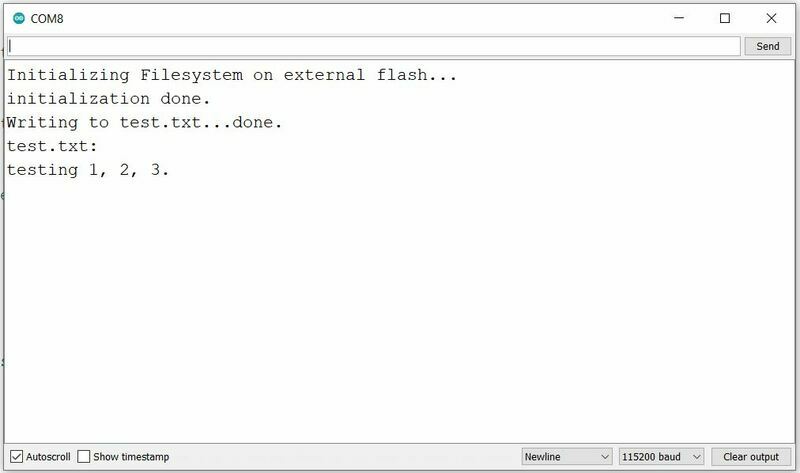 COM8
Send
Initializing Filesystem on external flash...
initialization done.
Writing to test.txt...done.
test.txt:
testing 1, 2, 3.
Autoscroll Show timestamp Newline 115200 baud Clear output